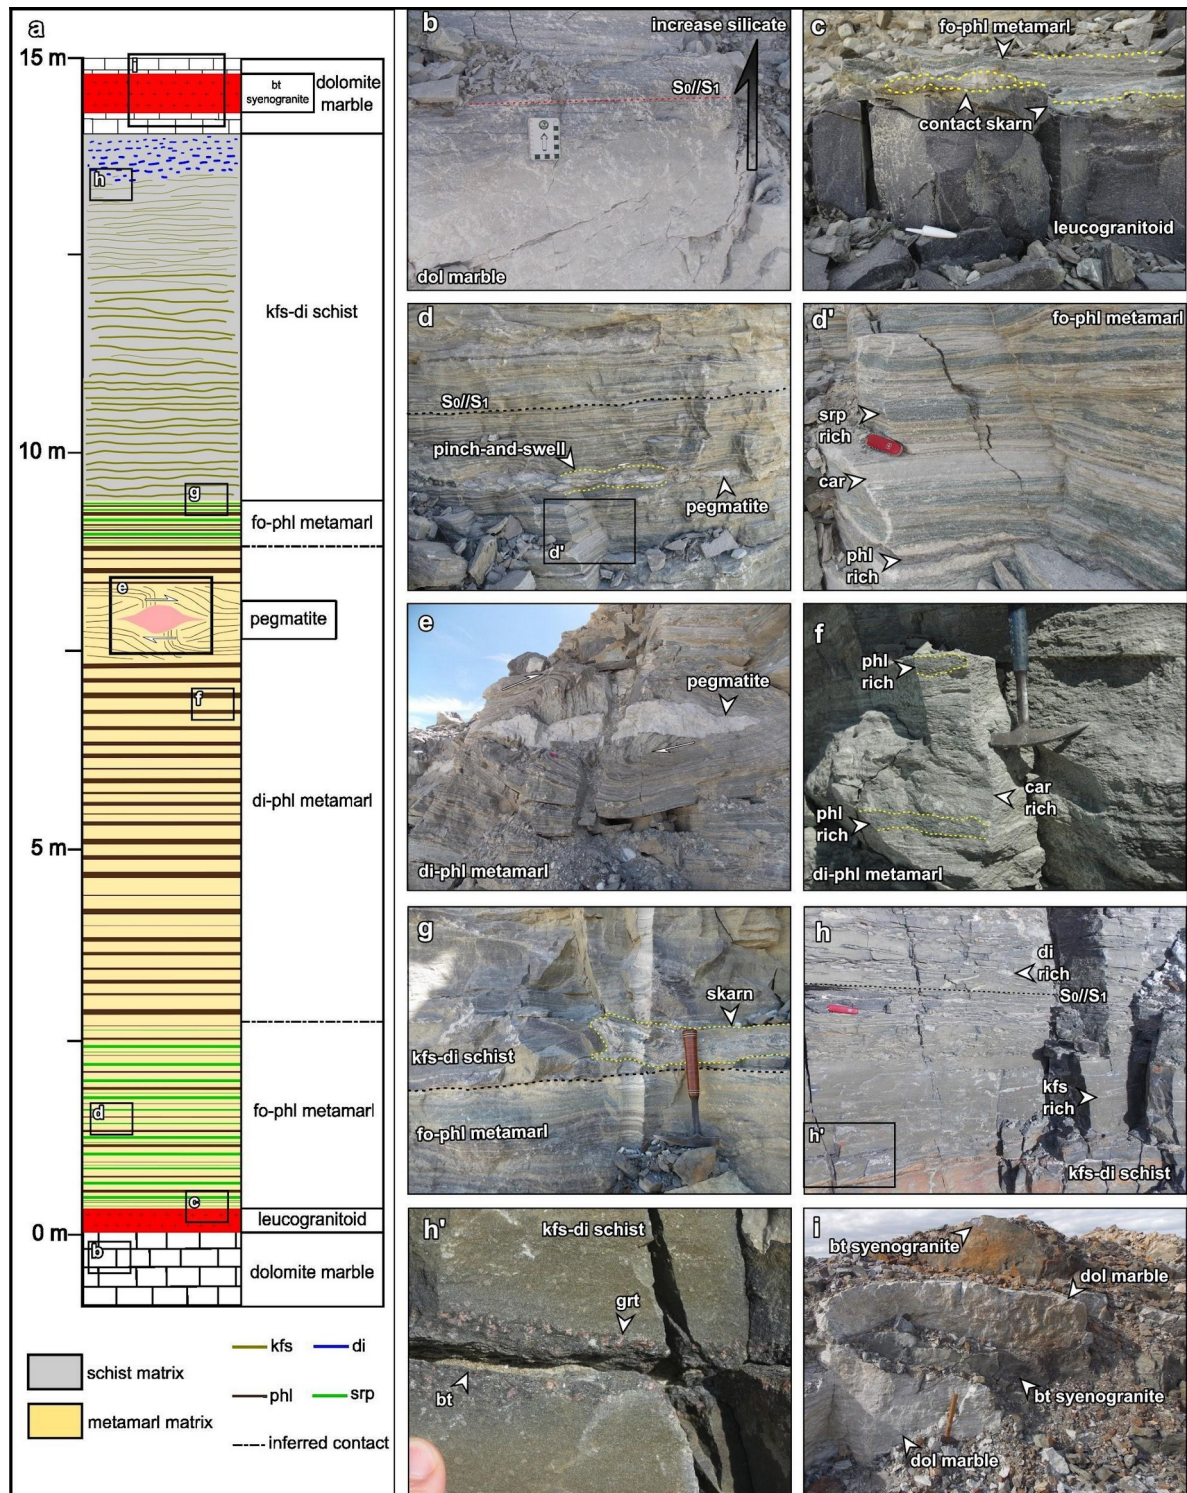 a
15 m
i
bt
syenogranite
dolomite
marble
h
kfs-di schist
10 m
g
fo-phl metamarl
e
pegmatite
f
di-phl metamarl
5 m
fo-phl metamarl
d
c
leucogranitoid
0 m
b
dolomite marble
schist matrix
metamarl matrix
kfs
di
phl
srp
inferred contact
b
increase silicate
S0//S1
dol marble
c
fo-phl metamarl
contact skarn
leucogranitoid
d
S0//S1
pinch-and-swell
pegmatite
d'
d'
fo-phl metamarl
srp
rich
car
phl
rich
e
pegmatite
di-phl metamarl
f
phl
rich
car
rich
phl
rich
di-phl metamarl
g
skarn
kfs-di schist
fo-phl metamarl
h
di
rich
S0//S1
kfs
rich
h'
kfs-di schist
h'
kfs-di schist
grt
bt
i
bt syenogranite
dol marble
bt syenogranite
dol marble